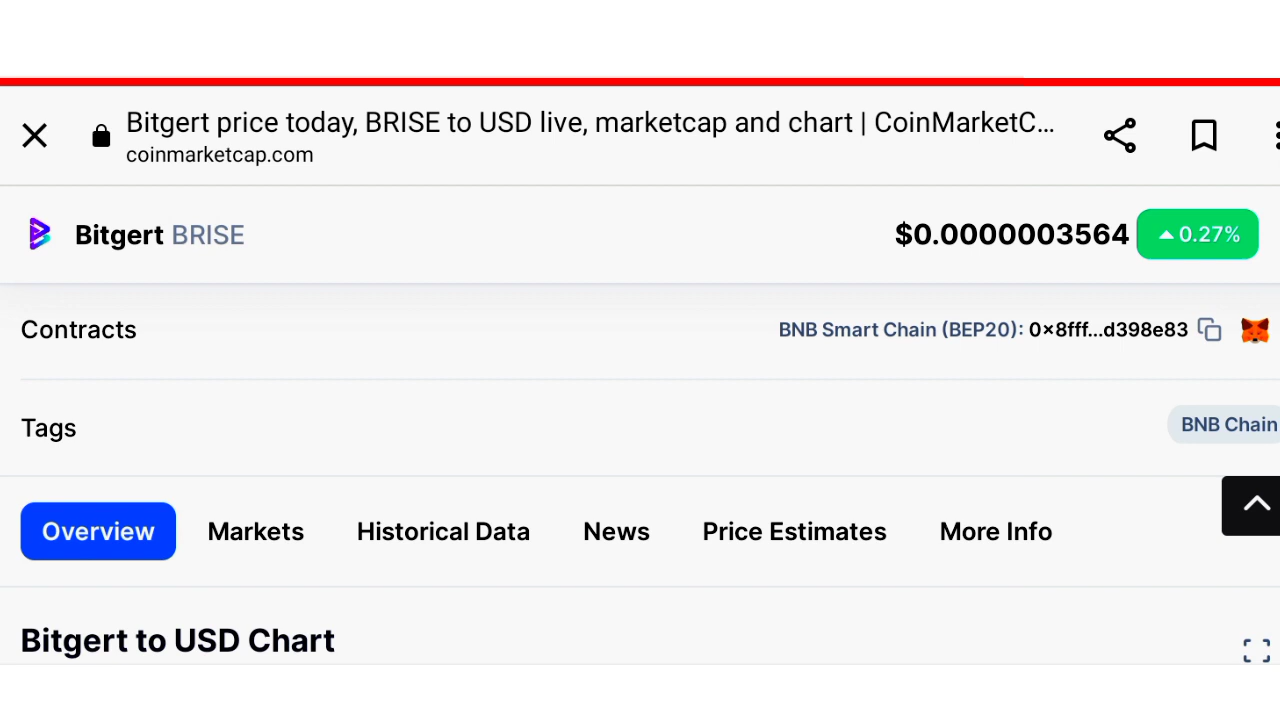 Bitgert price today, BRISE to USD live, marketcap and chart | CoinMarketC...
coinmarketcap.com
Bitgert BRISE $0.0000003564 0.27%
Contracts BNB Smart Chain (BEP20): 0×8fff...d398e83
Tags BNB Chain
Overview Markets Historical Data News Price Estimates More Info
Bitgert to USD Chart